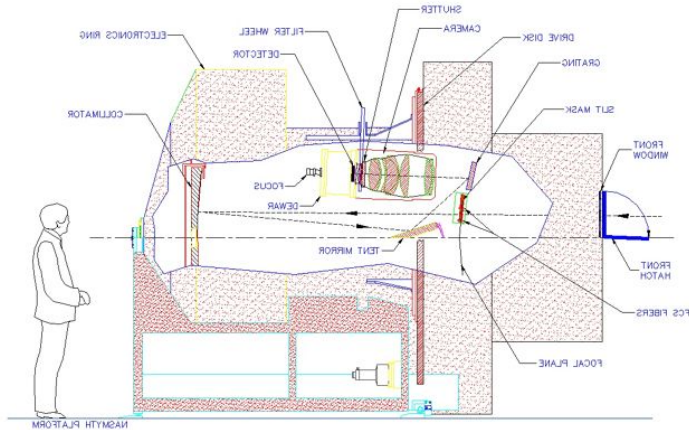 SHUTTER
CAMERA
FILTER WHEEL
DRIVE DISK
ELECTRONICS RING
DETECTOR
GRATING
SLIT MASK
COLLIMATOR
FRONT
WINDOW
FOCUS
DEWAR
TENT MIRROR
FRONT
HATCH
FCS FIBERS
FOCAL PLANE
NASMYTH PLATFORM